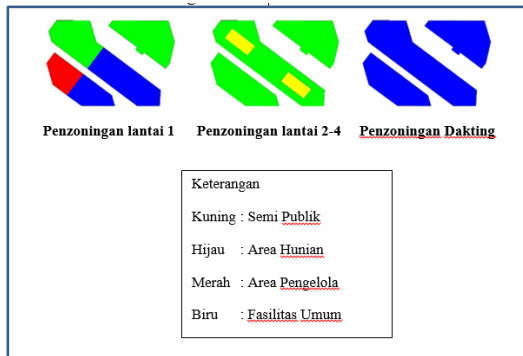 Penzoningan lantai 1 Penzoningan lantai 2-4 Penzoningan Dakting
Keterangan
Kuning : Semi Publik
Hijau : Area Hunian
Merah : Area Pengelola
Biru : Fasilitas Umum